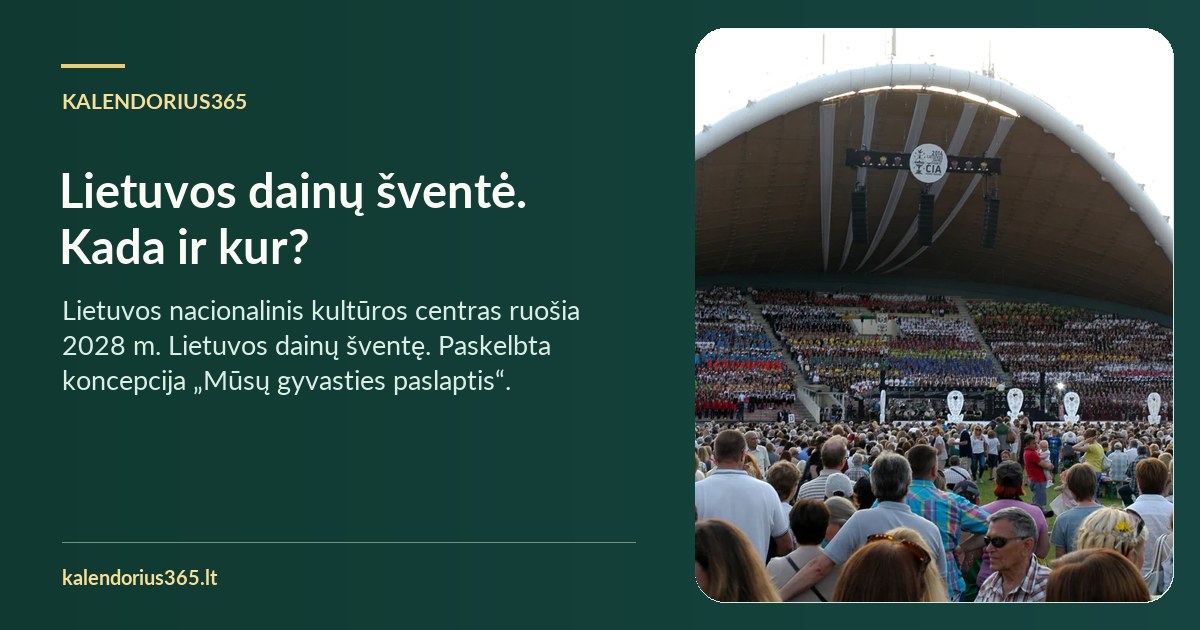 KALENDORIUS365
Lietuvos dainų šventė.
Kada ir kur?
Lietuvos nacionalinis kultūros centras ruošia
2028 m. Lietuvos dainų šventę. Paskelbta
koncepcija „Mūsų gyvasties paslaptis“.
kalendorius365.lt
ČIA